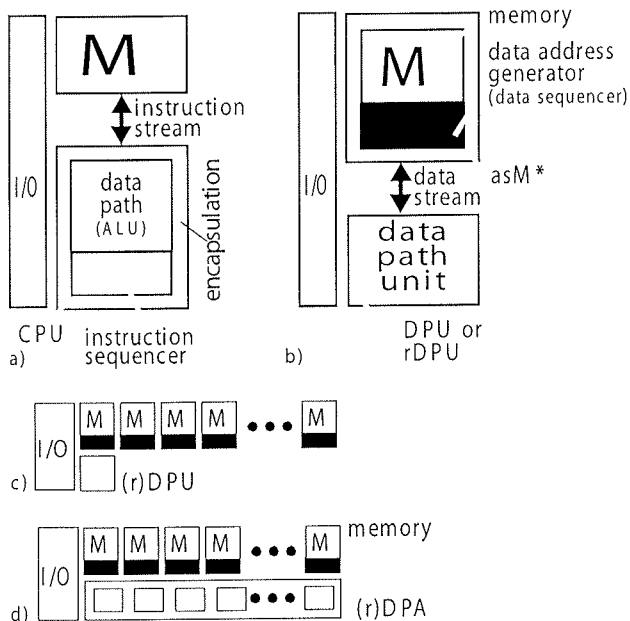 M
instruction
stream
I/O
data
path
(ALU)
encapsulation
CPU
instruction
sequencer
a)
memory
M
data address
generator
(data sequencer)
I/O
data
stream
asM*
data
path
unit
DPU or
rDPU
b)
M M M M M
I/O
c)
(r)DPU
M M M M M
memory
I/O
d)
(r)DPA